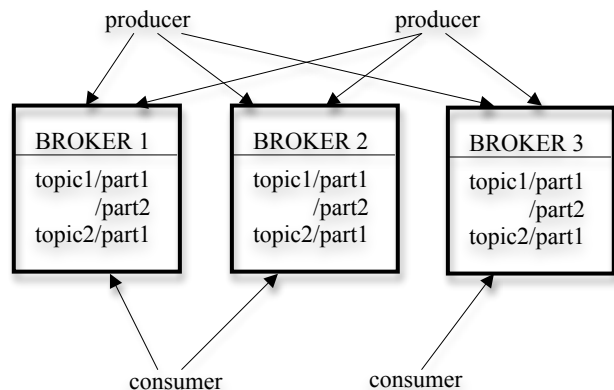 producer
producer
BROKER 1
topic1/part1
/part2
topic2/part1
BROKER 2
topic1/part1
/part2
topic2/part1
BROKER 3
topic1/part1
/part2
topic2/part1
consumer
consumer